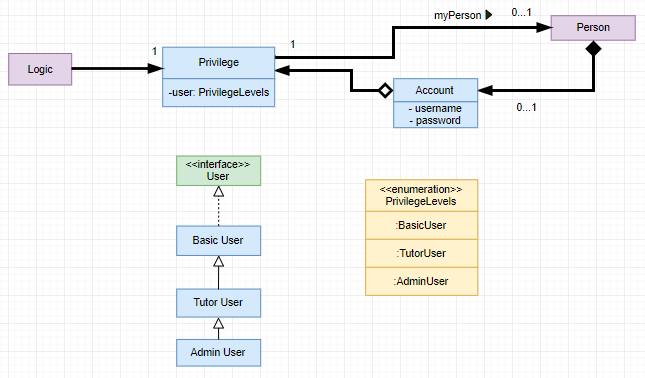 myPerson
0...1
Person
1
1
Logic
Privilege
-user: PrivilegeLevels
Account
- username
- password
0...1
<<interface>>
User
<<enumeration>>
PrivilegeLevels
:BasicUser
:TutorUser
:AdminUser
Basic User
Tutor User
Admin User